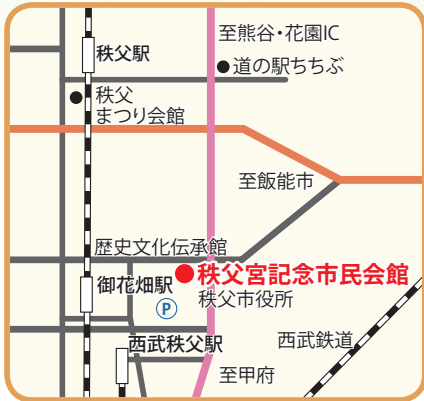 至熊谷・花園IC
秩父駅
道の駅ちちぶ
秩父
まつり会館
至飯能市
歴史文化伝承館
秩父宮記念市民会館
御花畑駅
秩父市役所
P
西武秩父駅
西武鉄道
至甲府